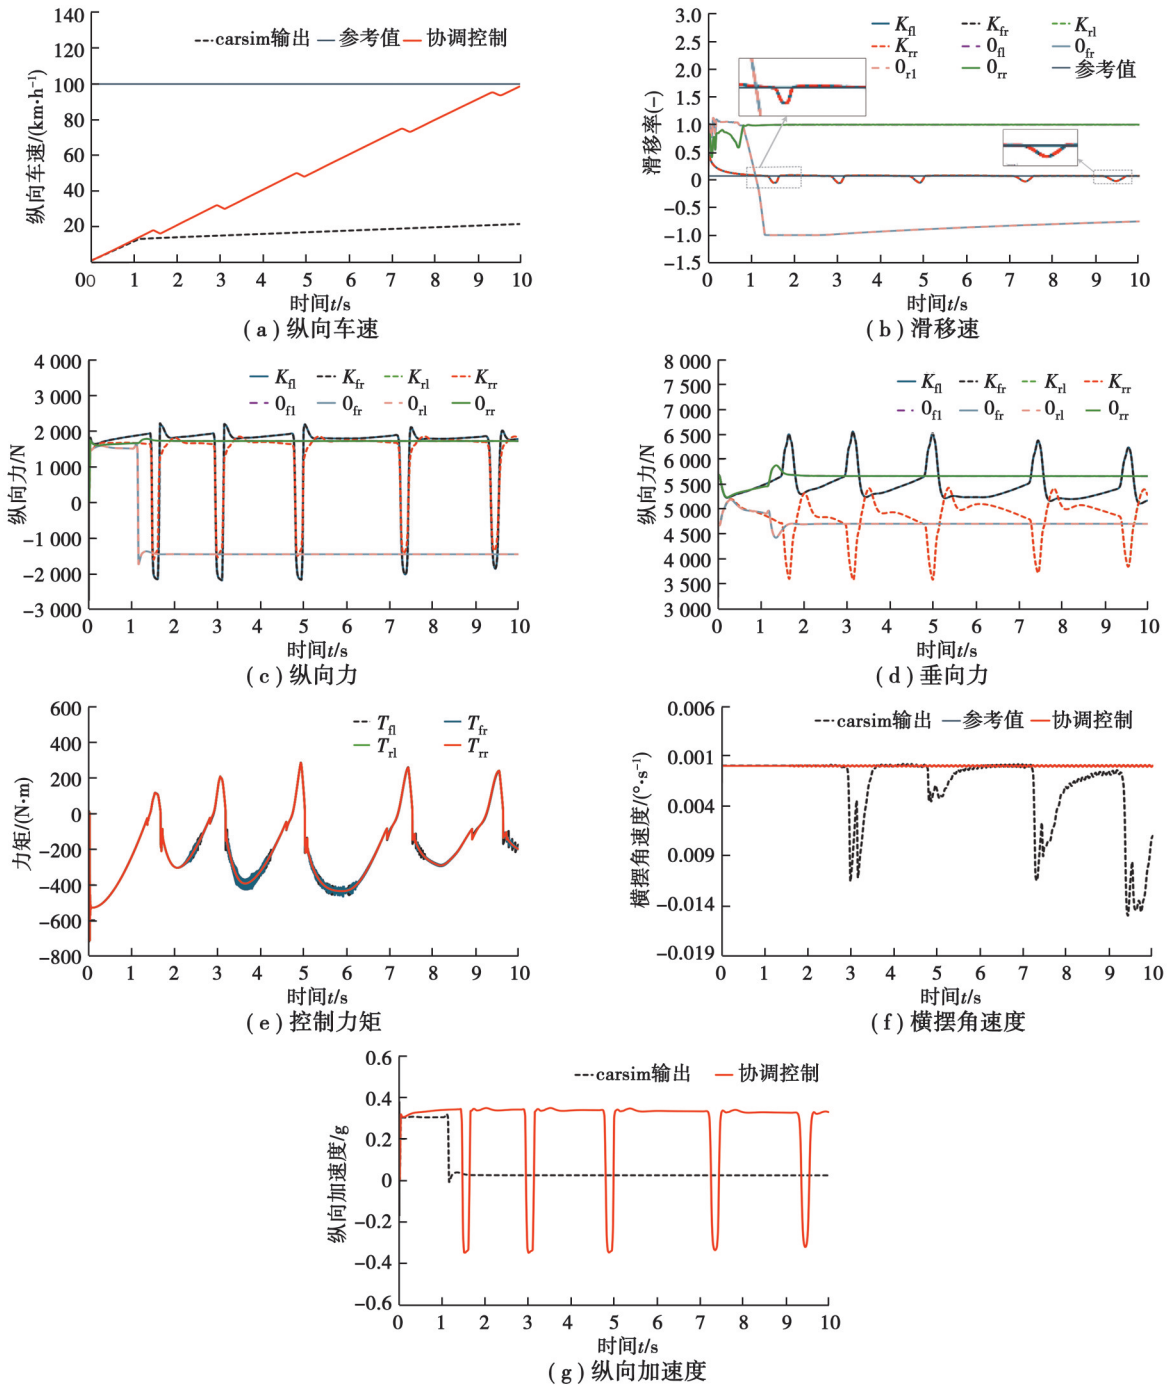 140
120
100
80
60
40
20
纵向车速/(km·h⁻¹)
carsim输出 参考值 协调控制
00 1 2 3 4 5 6 7 8 9 10
时间t/s
(a)纵向车速
3.0
2.5
2.0
1.5
1.0
0.5
0
-0.5
-1.0
-1.5
滑移率(-)
K_fl K_fr K_rl
K_rr 0_fl 0_fr
0_r1 0_rr 参考值
0 1 2 3 4 5 6 7 8 9 10
时间t/s
(b)滑移速
4 000
3 000
2 000
1 000
0
-1 000
-2 000
-3 000
纵向力/N
K_fl K_fr K_rl K_rr
0_f1 0_fr 0_rl 0_rr
0 1 2 3 4 5 6 7 8 9 10
时间t/s
(c)纵向力
8 000
7 500
7 000
6 500
6 000
5 500
5 000
4 500
4 000
3 500
3 000
纵向力/N
K_fl K_fr K_rl K_rr
0_f1 0_fr 0_rl 0_rr
0 1 2 3 4 5 6 7 8 9 10
时间t/s
(d)垂向力
600
400
200
0
-200
-400
-600
-800
力矩/(N·m)
T_fl T_fr
T_rl T_rr
0 1 2 3 4 5 6 7 8 9 10
时间t/s
(e)控制力矩
0.006
0.001
0.004
0.009
-0.014
-0.019
横摆角速度/(°·s⁻¹)
carsim输出 参考值 协调控制
0 1 2 3 4 5 6 7 8 9 10
时间t/s
(f)横摆角速度
0.6
0.4
0.2
0
-0.2
-0.4
-0.6
纵向加速度/g
carsim输出 协调控制
0 1 2 3 4 5 6 7 8 9 10
时间t/s
(g)纵向加速度